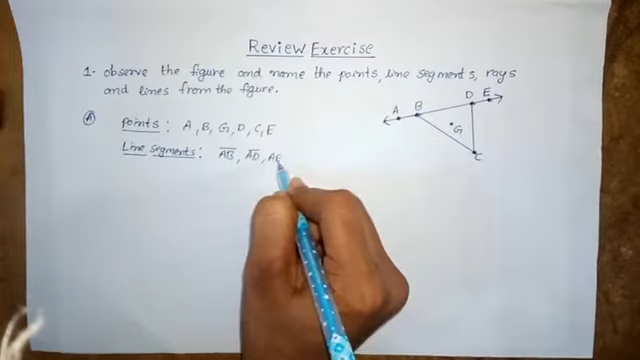 Review Exercise
1. observe the figure and name the points, line segments, rays
and lines from the figure.
A B D E
G
C
(A) Points : A, B, G, D, C, E
Line segments : AB, AD, AE